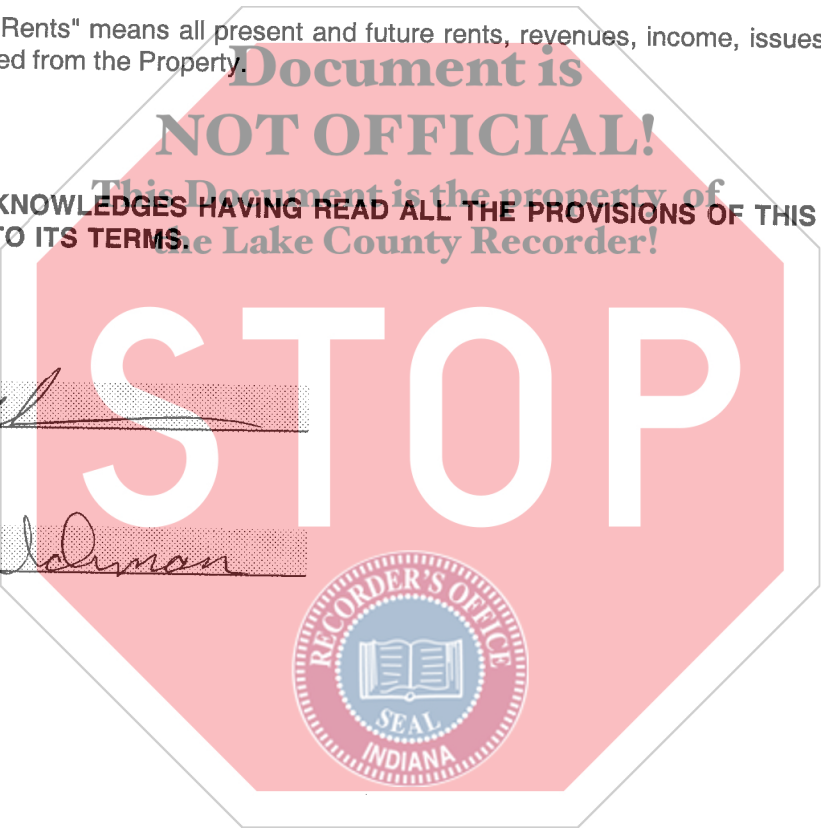 Rents" means all present and future rents, revenues, income, issues
ed from the Property.
Document is
NOT OFFICIAL!
This Document is the property of
the Lake County Recorder!
KNOWLEDGES HAVING READ ALL THE PROVISIONS OF THIS
TO ITS TERMS.
STOP
RECORDER'S OFFICE
SEAL
INDIANA